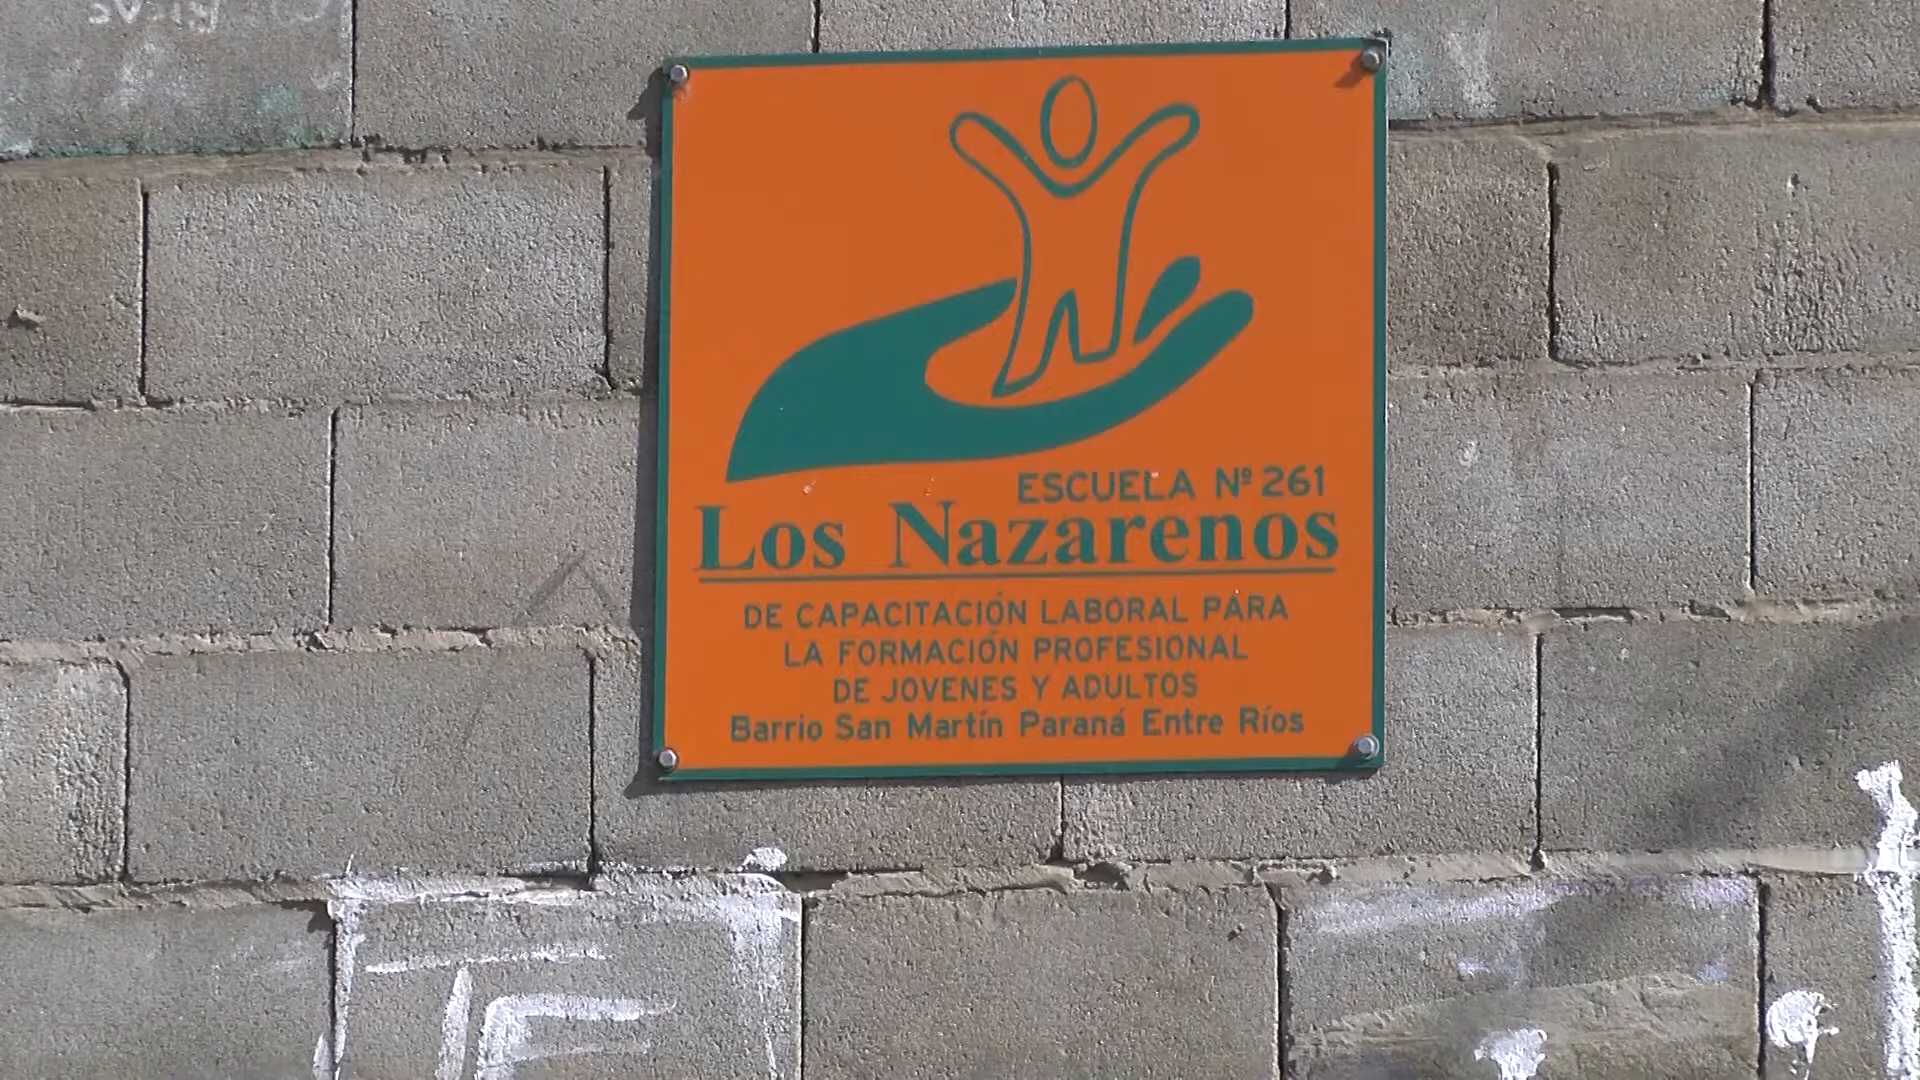 ESCUELA Nº 261
Los Nazarenos
DE CAPACITACIÓN LABORAL PARA
LA FORMACIÓN PROFESIONAL
DE JOVENES Y ADULTOS
Barrio San Martín Paraná Entre Ríos